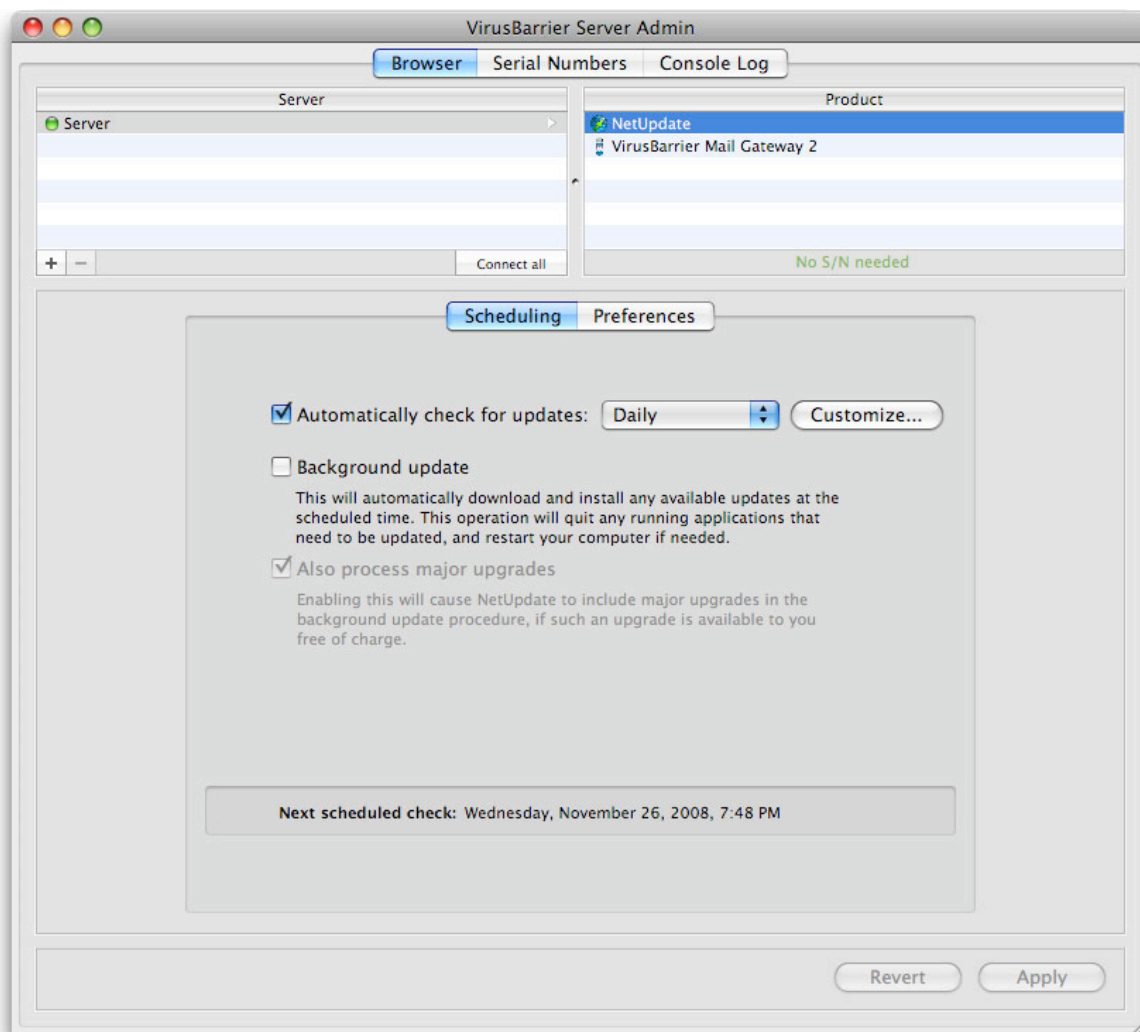 VirusBarrier Server Admin
Browser
Serial Numbers
Console Log
Server
Product
Server
NetUpdate
VirusBarrier Mail Gateway 2
+
−
Connect all
No S/N needed
Scheduling
Preferences
Automatically check for updates:
Daily
Customize...
Background update
This will automatically download and install any available updates at the
scheduled time. This operation will quit any running applications that
need to be updated, and restart your computer if needed.
Also process major upgrades
Enabling this will cause NetUpdate to include major upgrades in the
background update procedure, if such an upgrade is available to you
free of charge.
Next scheduled check: Wednesday, November 26, 2008, 7:48 PM
Revert
Apply